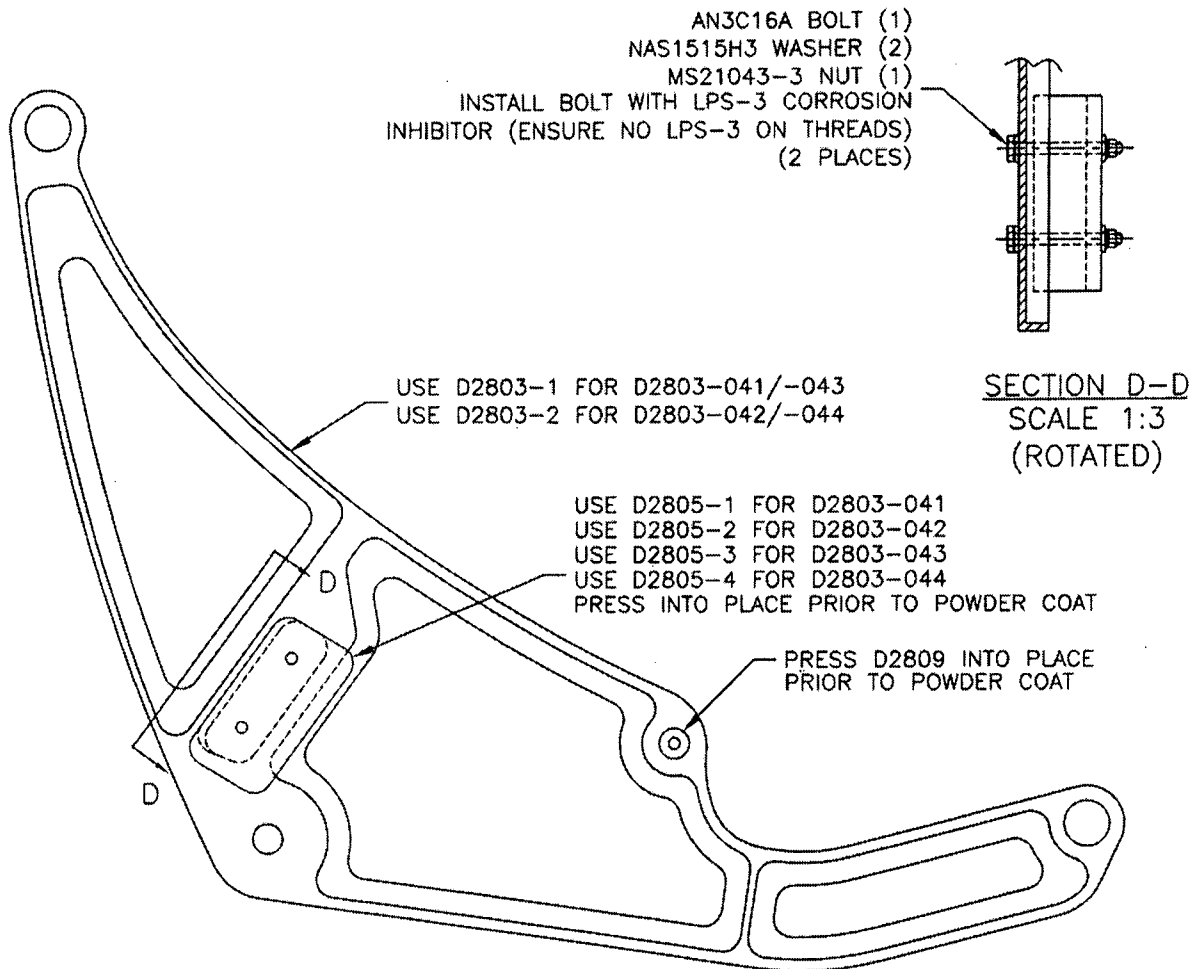 AN3C16A BOLT (1)
NAS1515H3 WASHER (2)
MS21043-3 NUT (1)
INSTALL BOLT WITH LPS-3 CORROSION
INHIBITOR (ENSURE NO LPS-3 ON THREADS)
(2 PLACES)
SECTION D-D
SCALE 1:3
(ROTATED)
USE D2803-1 FOR D2803-041/-043
USE D2803-2 FOR D2803-042/-044
USE D2805-1 FOR D2803-041
USE D2805-2 FOR D2803-042
USE D2805-3 FOR D2803-043
USE D2805-4 FOR D2803-044
PRESS INTO PLACE PRIOR TO POWDER COAT
D
PRESS D2809 INTO PLACE
PRIOR TO POWDER COAT
D